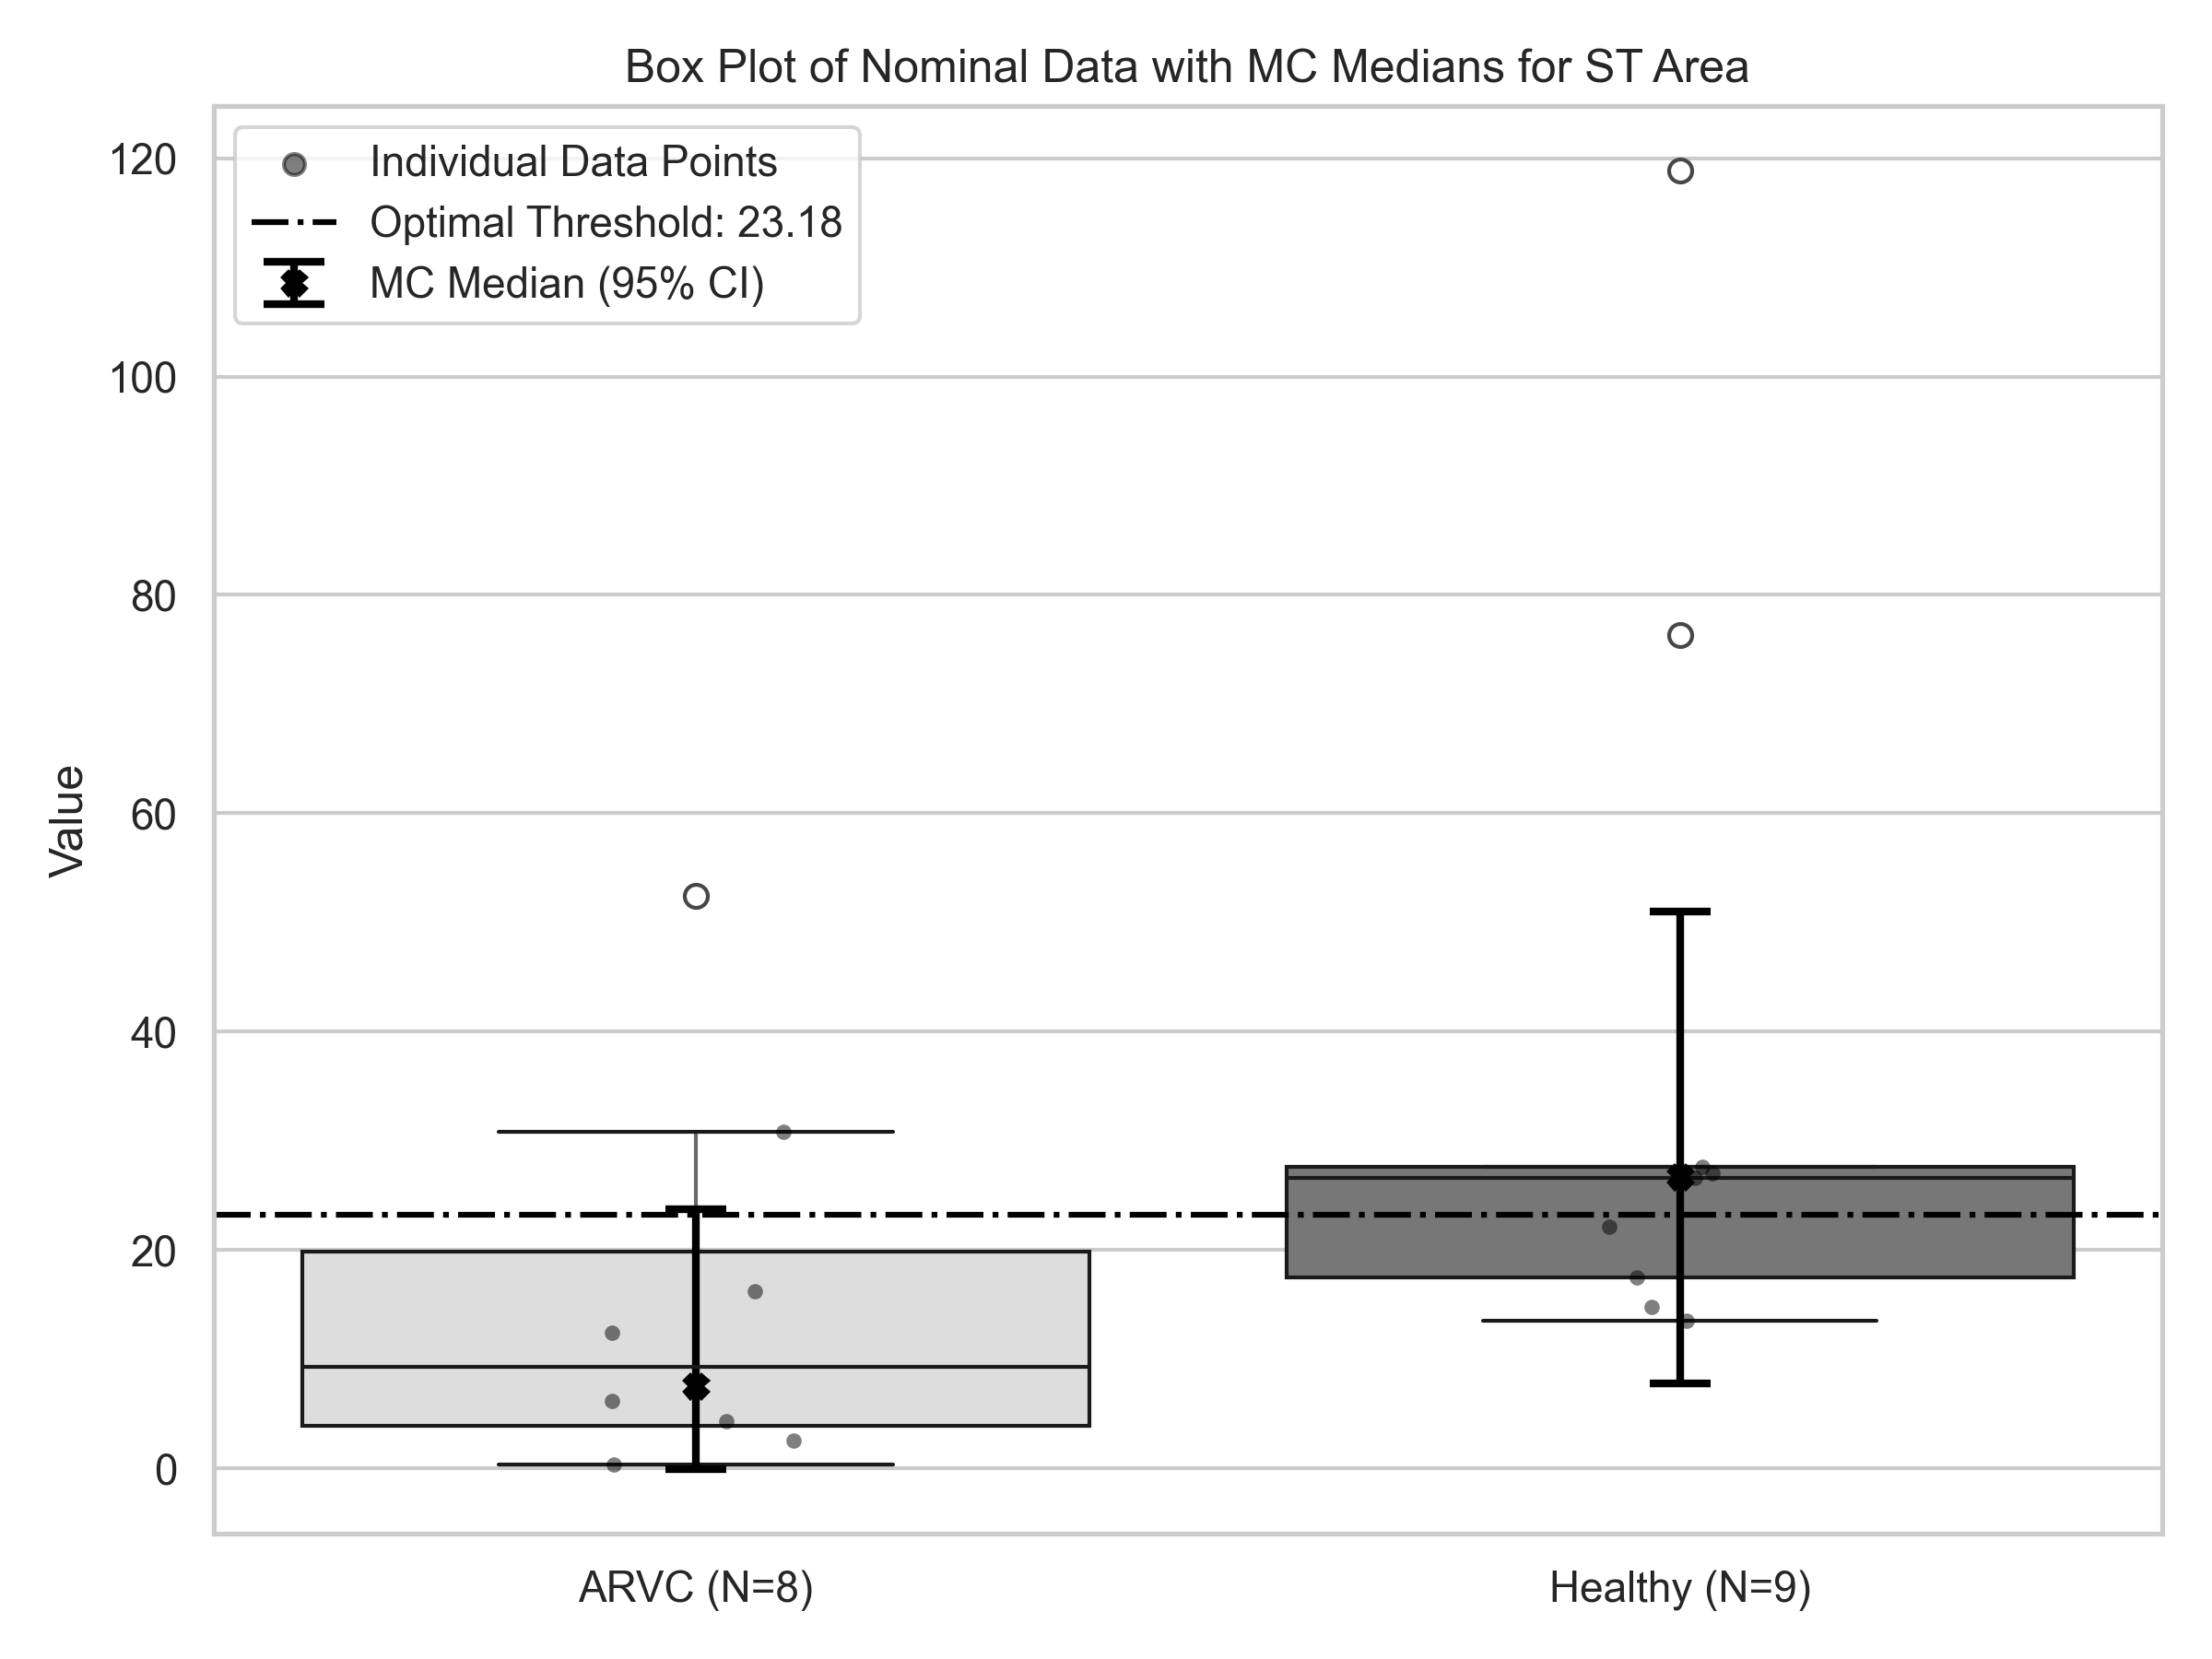 Box Plot of Nominal Data with MC Medians for ST Area
Individual Data Points
Optimal Threshold: 23.18
MC Median (95% CI)
120
100
80
60
40
20
0
Value
ARVC (N=8)
Healthy (N=9)